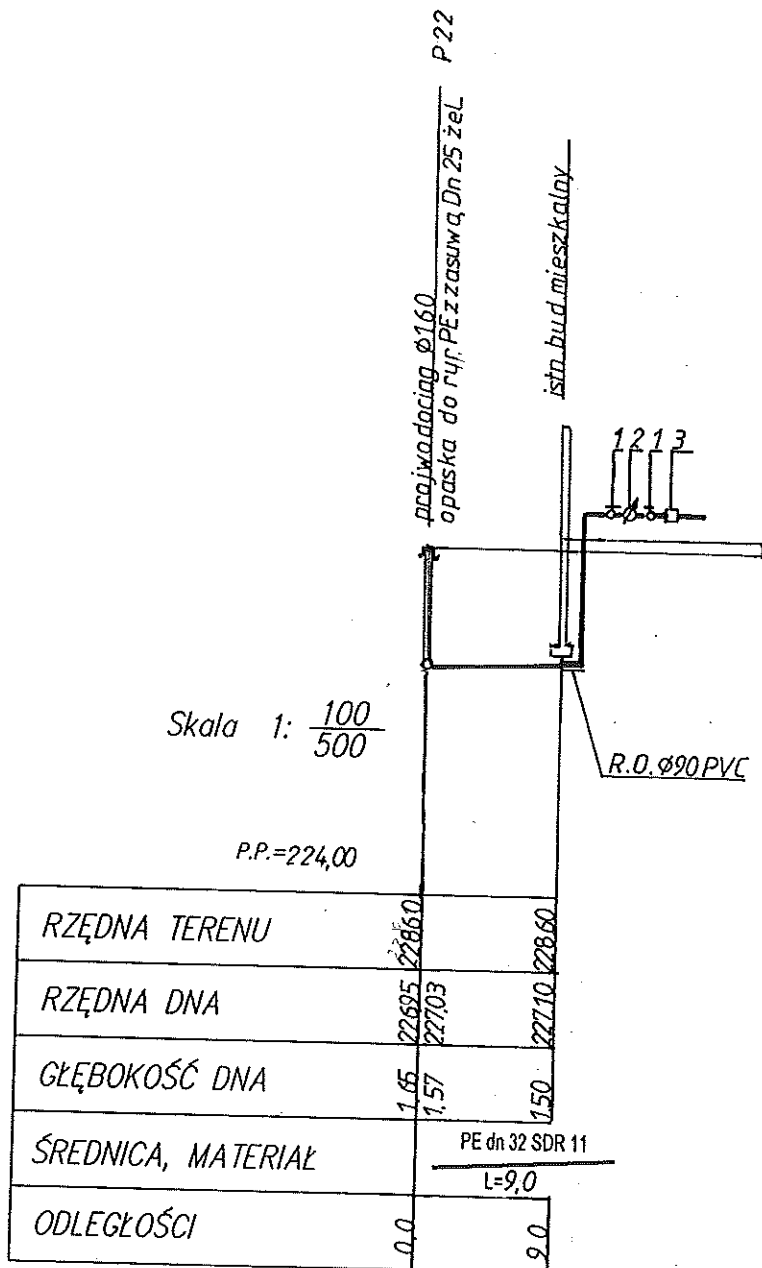 P.22
proj.wodociąg ø160
opaska do rur PE z zasuwą Dn 25 żel.
istn. bud mieszkalny
1 2 1 3
Skala 1: 100
500
R.O. ø90 PVC
P.P.=224,00
RZĘDNA TERENU 228,60 228,60
RZĘDNA DNA 226,95 227,03 227,10
GŁĘBOKOŚĆ DNA 1,65 1,57 1,50
ŚREDNICA, MATERIAŁ PE dn 32 SDR 11
L=9,0
ODLEGŁOŚCI 0,0 9,0